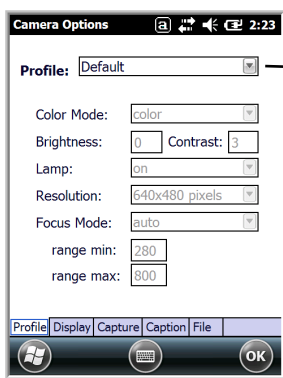 Camera Options a 2:23
Profile: Default
Color Mode: color
Brightness: 0 Contrast: 3
Lamp: on
Resolution: 640x480 pixels
Focus Mode: auto
range min: 280
range max: 800
Profile Display Capture Caption File
OK